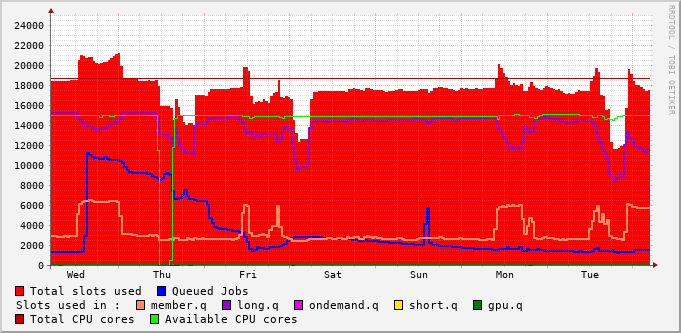 RRDTOOL / TOBI OETIKER
24000
22000
20000
18000
16000
14000
12000
10000
8000
6000
4000
2000
0
Wed Thu Fri Sat Sun Mon Tue
Total slots used Queued Jobs
Slots used in : member.q long.q ondemand.q short.q gpu.q
Total CPU cores Available CPU cores